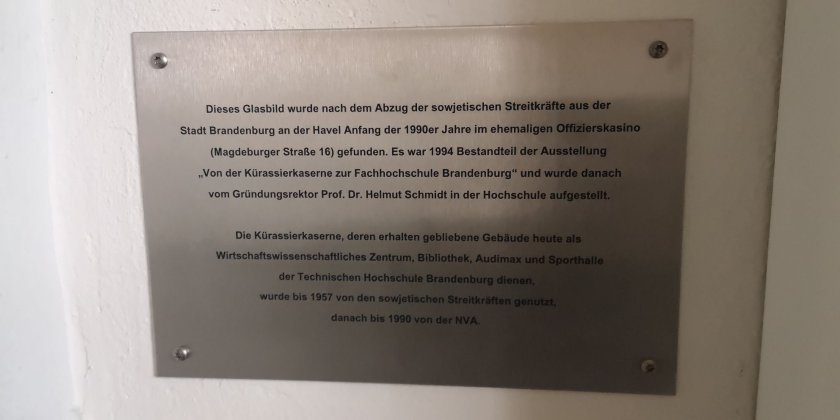 Dieses Glasbild wurde nach dem Abzug der sowjetischen Streitkräfte aus der
Stadt Brandenburg an der Havel Anfang der 1990er Jahre im ehemaligen Offizierskasino
(Magdeburger Straße 16) gefunden. Es war 1994 Bestandteil der Ausstellung
„Von der Kürassierkaserne zur Fachhochschule Brandenburg“ und wurde danach
vom Gründungsrektor Prof. Dr. Helmut Schmidt in der Hochschule aufgestellt.
Die Kürassierkaserne, deren erhalten gebliebene Gebäude heute als
Wirtschaftswissenschaftliches Zentrum, Bibliothek, Audimax und Sporthalle
der Technischen Hochschule Brandenburg dienen,
wurde bis 1957 von den sowjetischen Streitkräften genutzt,
danach bis 1990 von der NVA.